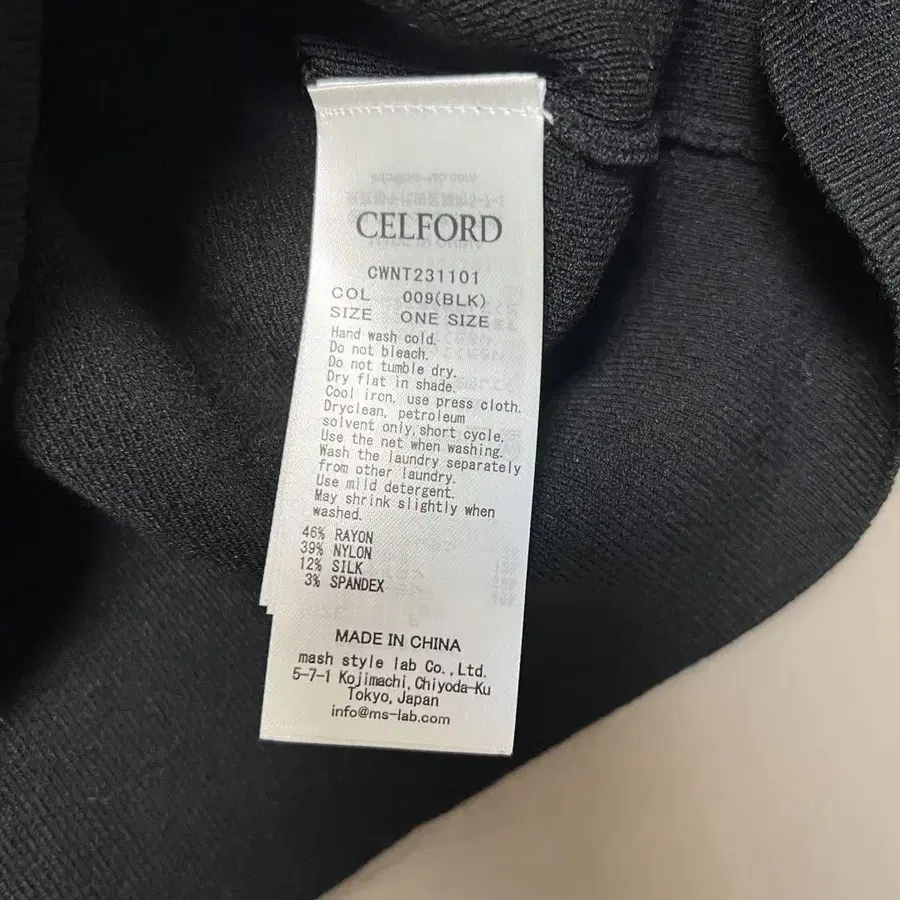 CELFORD
CWNT231101
COL 009(BLK)
SIZE ONE SIZE
Hand wash cold.
Do not bleach.
Do not tumble dry.
Dry flat in shade.
Cool iron, use press cloth.
Dryclean, petroleum
solvent only, short cycle.
Use the net when washing.
Wash the laundry separately
from other laundry.
Use mild detergent.
May shrink slightly when
washed.
46% RAYON
39% NYLON
12% SILK
3% SPANDEX
MADE IN CHINA
mash style lab Co.,Ltd.
5-7-1 Kojimachi, Chiyoda-Ku
Tokyo, Japan
info@ms-lab.com